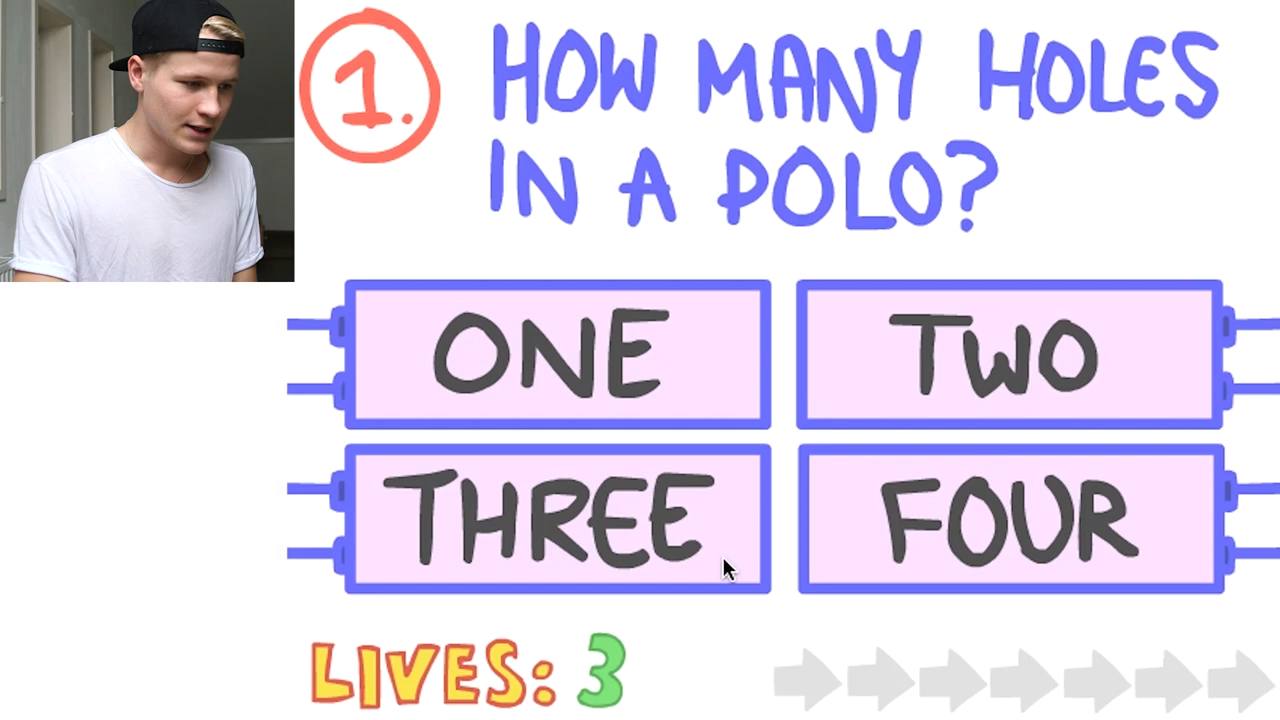 1.
HOW MANY HOLES
IN A POLO?
ONE
TWO
THREE
FOUR
LIVES: 3